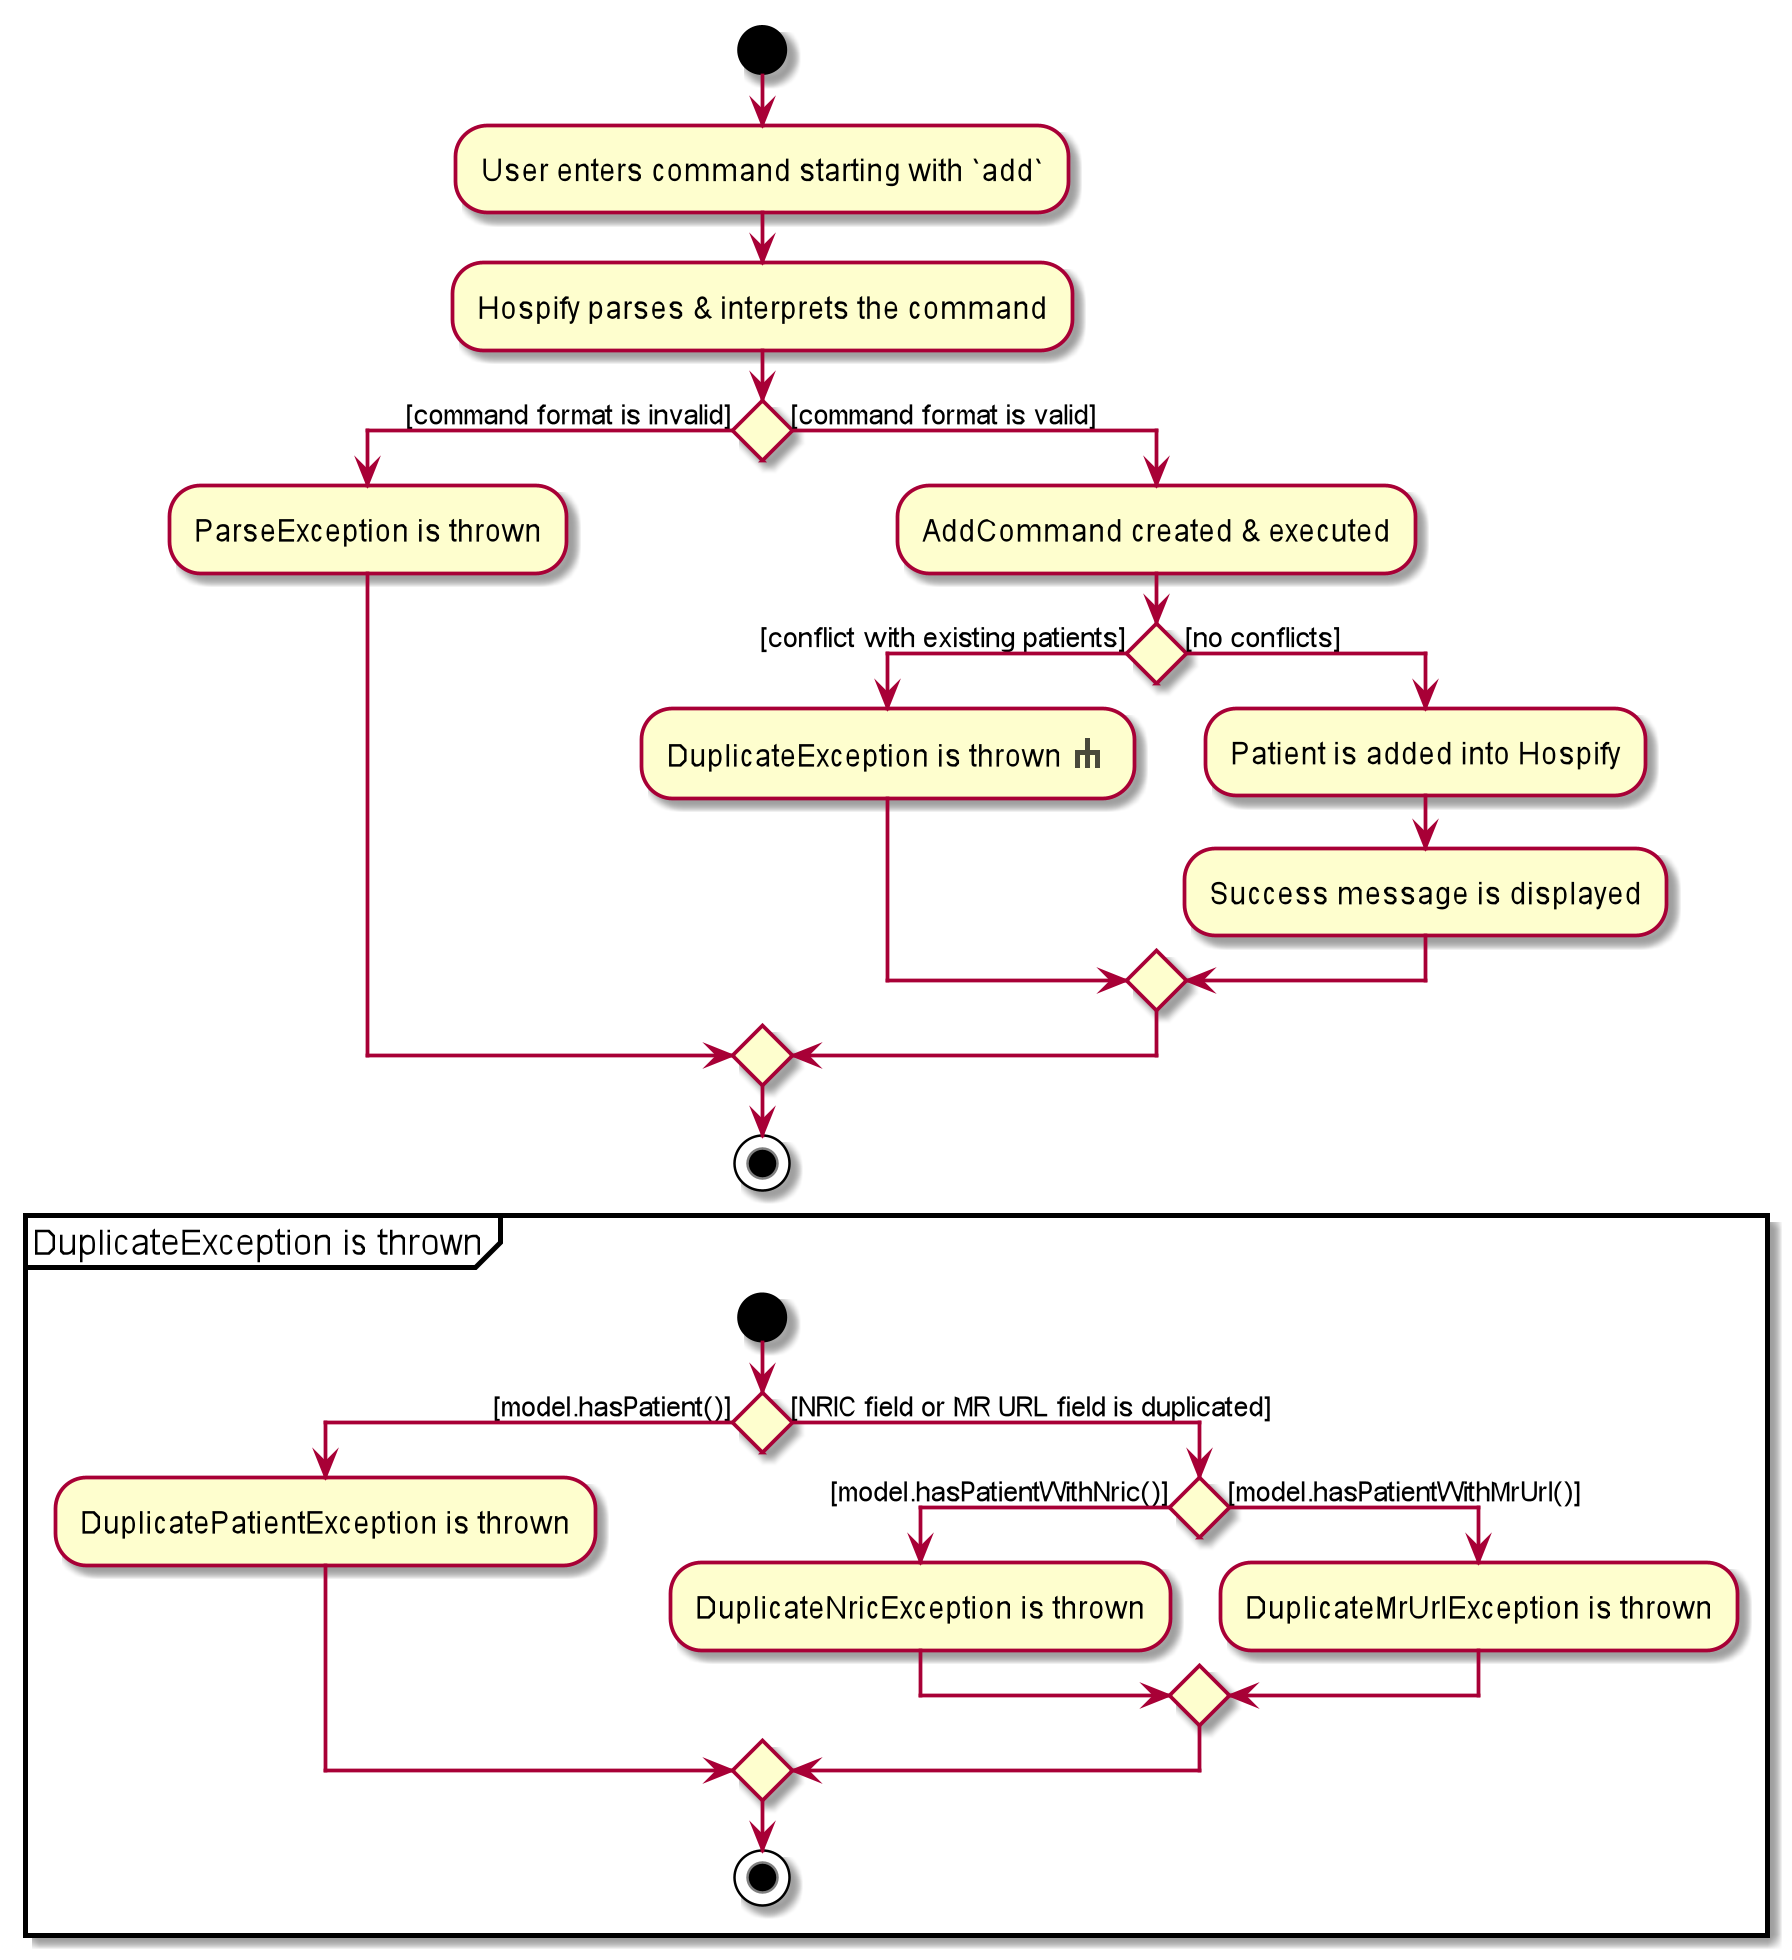 User enters command starting with `add`
Hospify parses & interprets the command
[command format is invalid]
[command format is valid]
ParseException is thrown
AddCommand created & executed
[conflict with existing patients]
[no conflicts]
DuplicateException is thrown
Patient is added into Hospify
Success message is displayed
DuplicateException is thrown
[model.hasPatient()]
[NRIC field or MR URL field is duplicated]
[model.hasPatientWithNric()]
[model.hasPatientWithMrUrl()]
DuplicatePatientException is thrown
DuplicateNricException is thrown
DuplicateMrUrlException is thrown